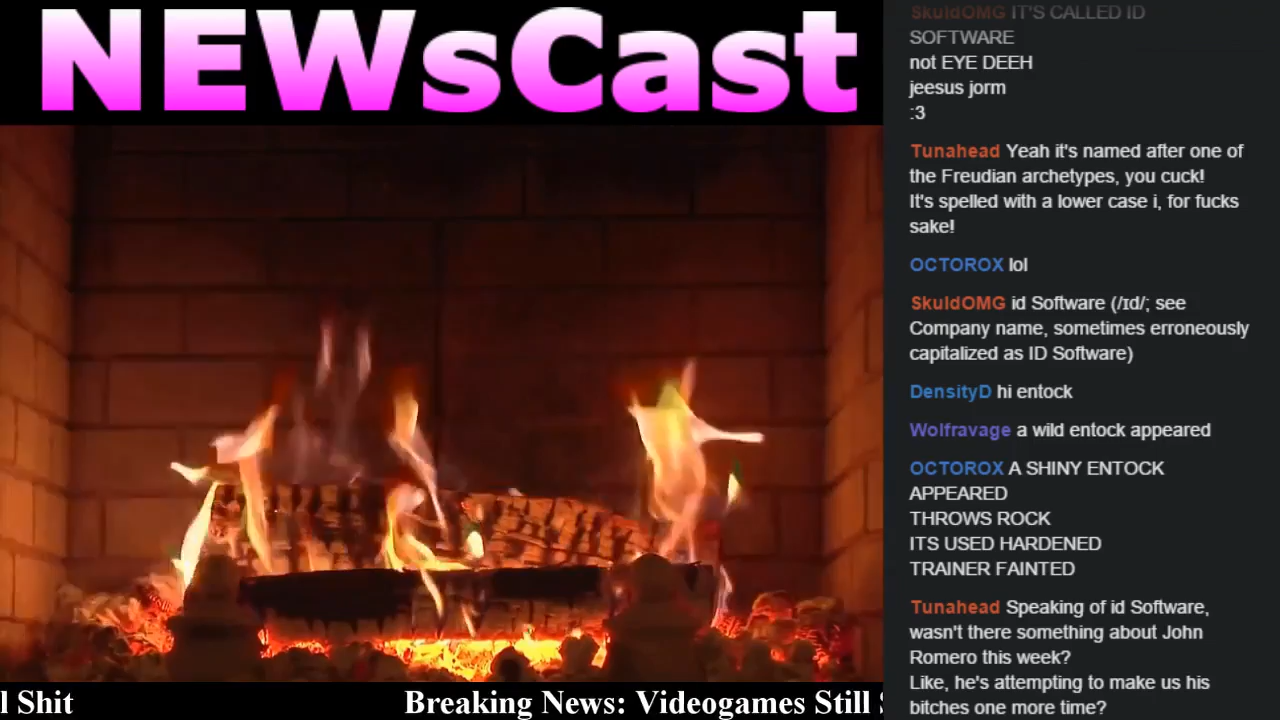 NEWsCast
SkuldOMG IT'S CALLED ID
SOFTWARE
not EYE DEEH
jeesus jorm
:3
Tunahead Yeah it's named after one of
the Freudian archetypes, you cuck!
It's spelled with a lower case i, for fucks
sake!
OCTOROX lol
SkuldOMG id Software (/ɪd/; see
Company name, sometimes erroneously
capitalized as ID Software)
DensityD hi entock
Wolfravage a wild entock appeared
OCTOROX A SHINY ENTOCK
APPEARED
THROWS ROCK
ITS USED HARDENED
TRAINER FAINTED
Tunahead Speaking of id Software,
wasn't there something about John
Romero this week?
Like, he's attempting to make us his
bitches one more time?
l Shit Breaking News: Videogames Still S